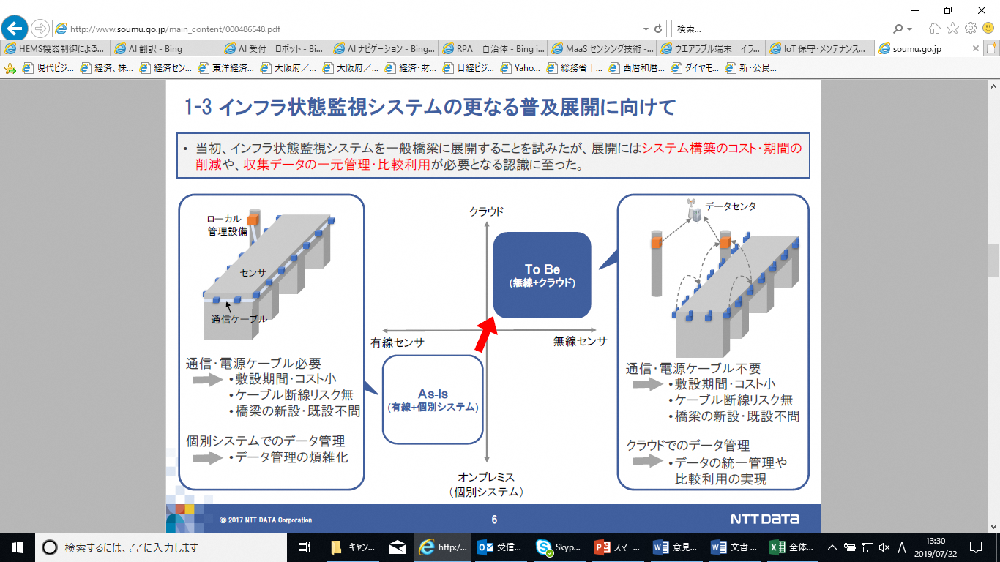 http://www.soumu.go.jp/main_content/000486548.pdf
検索...
HEMS機器制御による...
AI 翻訳 - Bing
AI 受付　ロボット - Bi...
AI ナビゲーション - Bing...
RPA　自治体 - Bing i...
MaaS センシング技術 -...
ウエアラブル端末　イラ...
IoT 保守・メンテナンス...
soumu.go.jp
現代ビジ...
経済、株...
経済セン...
東洋経済...
大阪府／...
大阪府／...
経済・財...
日経ビジ...
Yaho...
総務省｜...
西暦和暦...
ダイヤモ...
新・公民...
1-3 インフラ状態監視システムの更なる普及展開に向けて
• 当初、インフラ状態監視システムを一般橋梁に展開することを試みたが、展開にはシステム構築のコスト・期間の
削減や、収集データの一元管理・比較利用が必要となる認識に至った。
ローカル
管理設備
センサ
通信ケーブル
通信・電源ケーブル必要
・敷設期間・コスト小
・ケーブル断線リスク無
・橋梁の新設・既設不問
個別システムでのデータ管理
・データ管理の煩雑化
クラウド
To-Be
(無線+クラウド)
有線センサ
無線センサ
As-Is
(有線+個別システム)
オンプレミス
（個別システム）
データセンタ
通信・電源ケーブル不要
・敷設期間・コスト小
・ケーブル断線リスク無
・橋梁の新設・既設不問
クラウドでのデータ管理
・データの統一管理や
比較利用の実現
© 2017 NTT DATA Corporation
6
NTT DATA
検索するには、ここに入力します
キャン...
http:/...
受信...
Skyp...
スマー...
意見...
文書 ...
全体...
A
13:30
2019/07/22